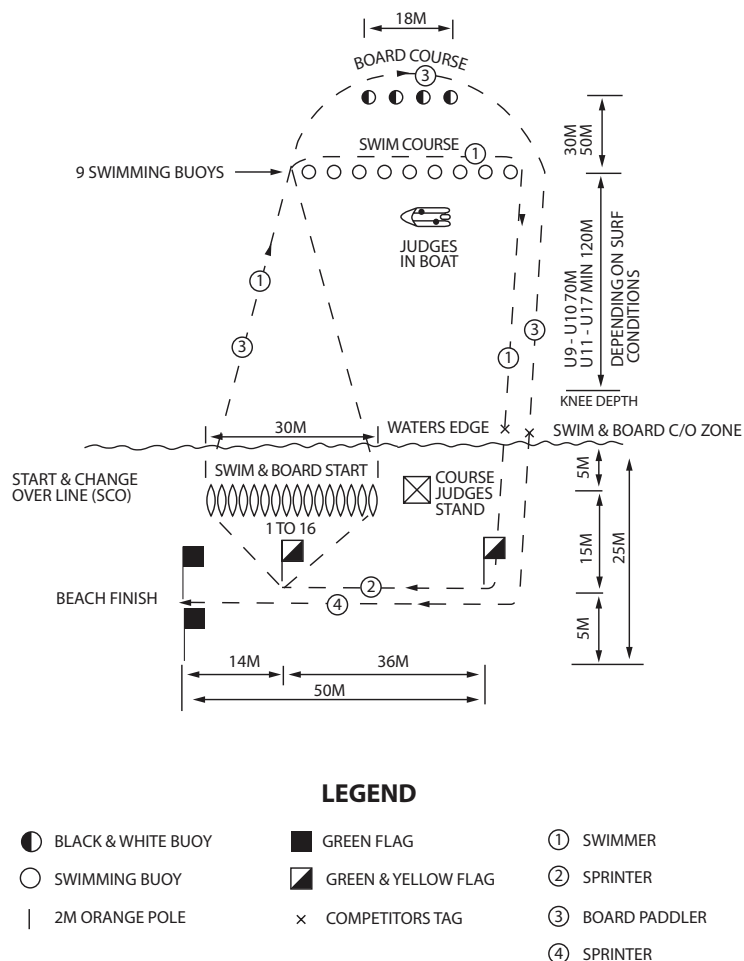 18M
BOARD COURSE
3
30M
50M
SWIM COURSE
1
9 SWIMMING BUOYS
JUDGES
IN BOAT
U9 - U10 70M
U11 - U17 MIN 120M
DEPENDING ON SURF
CONDITIONS
1
3
3
1
KNEE DEPTH
30M
WATERS EDGE
SWIM & BOARD C/O ZONE
START & CHANGE
OVER LINE (SCO)
SWIM & BOARD START
COURSE
JUDGES
STAND
1 TO 16
5M
15M
25M
5M
2
BEACH FINISH
4
14M
36M
50M
LEGEND
BLACK & WHITE BUOY
SWIMMING BUOY
2M ORANGE POLE
GREEN FLAG
GREEN & YELLOW FLAG
COMPETITORS TAG
1 SWIMMER
2 SPRINTER
3 BOARD PADDLER
4 SPRINTER